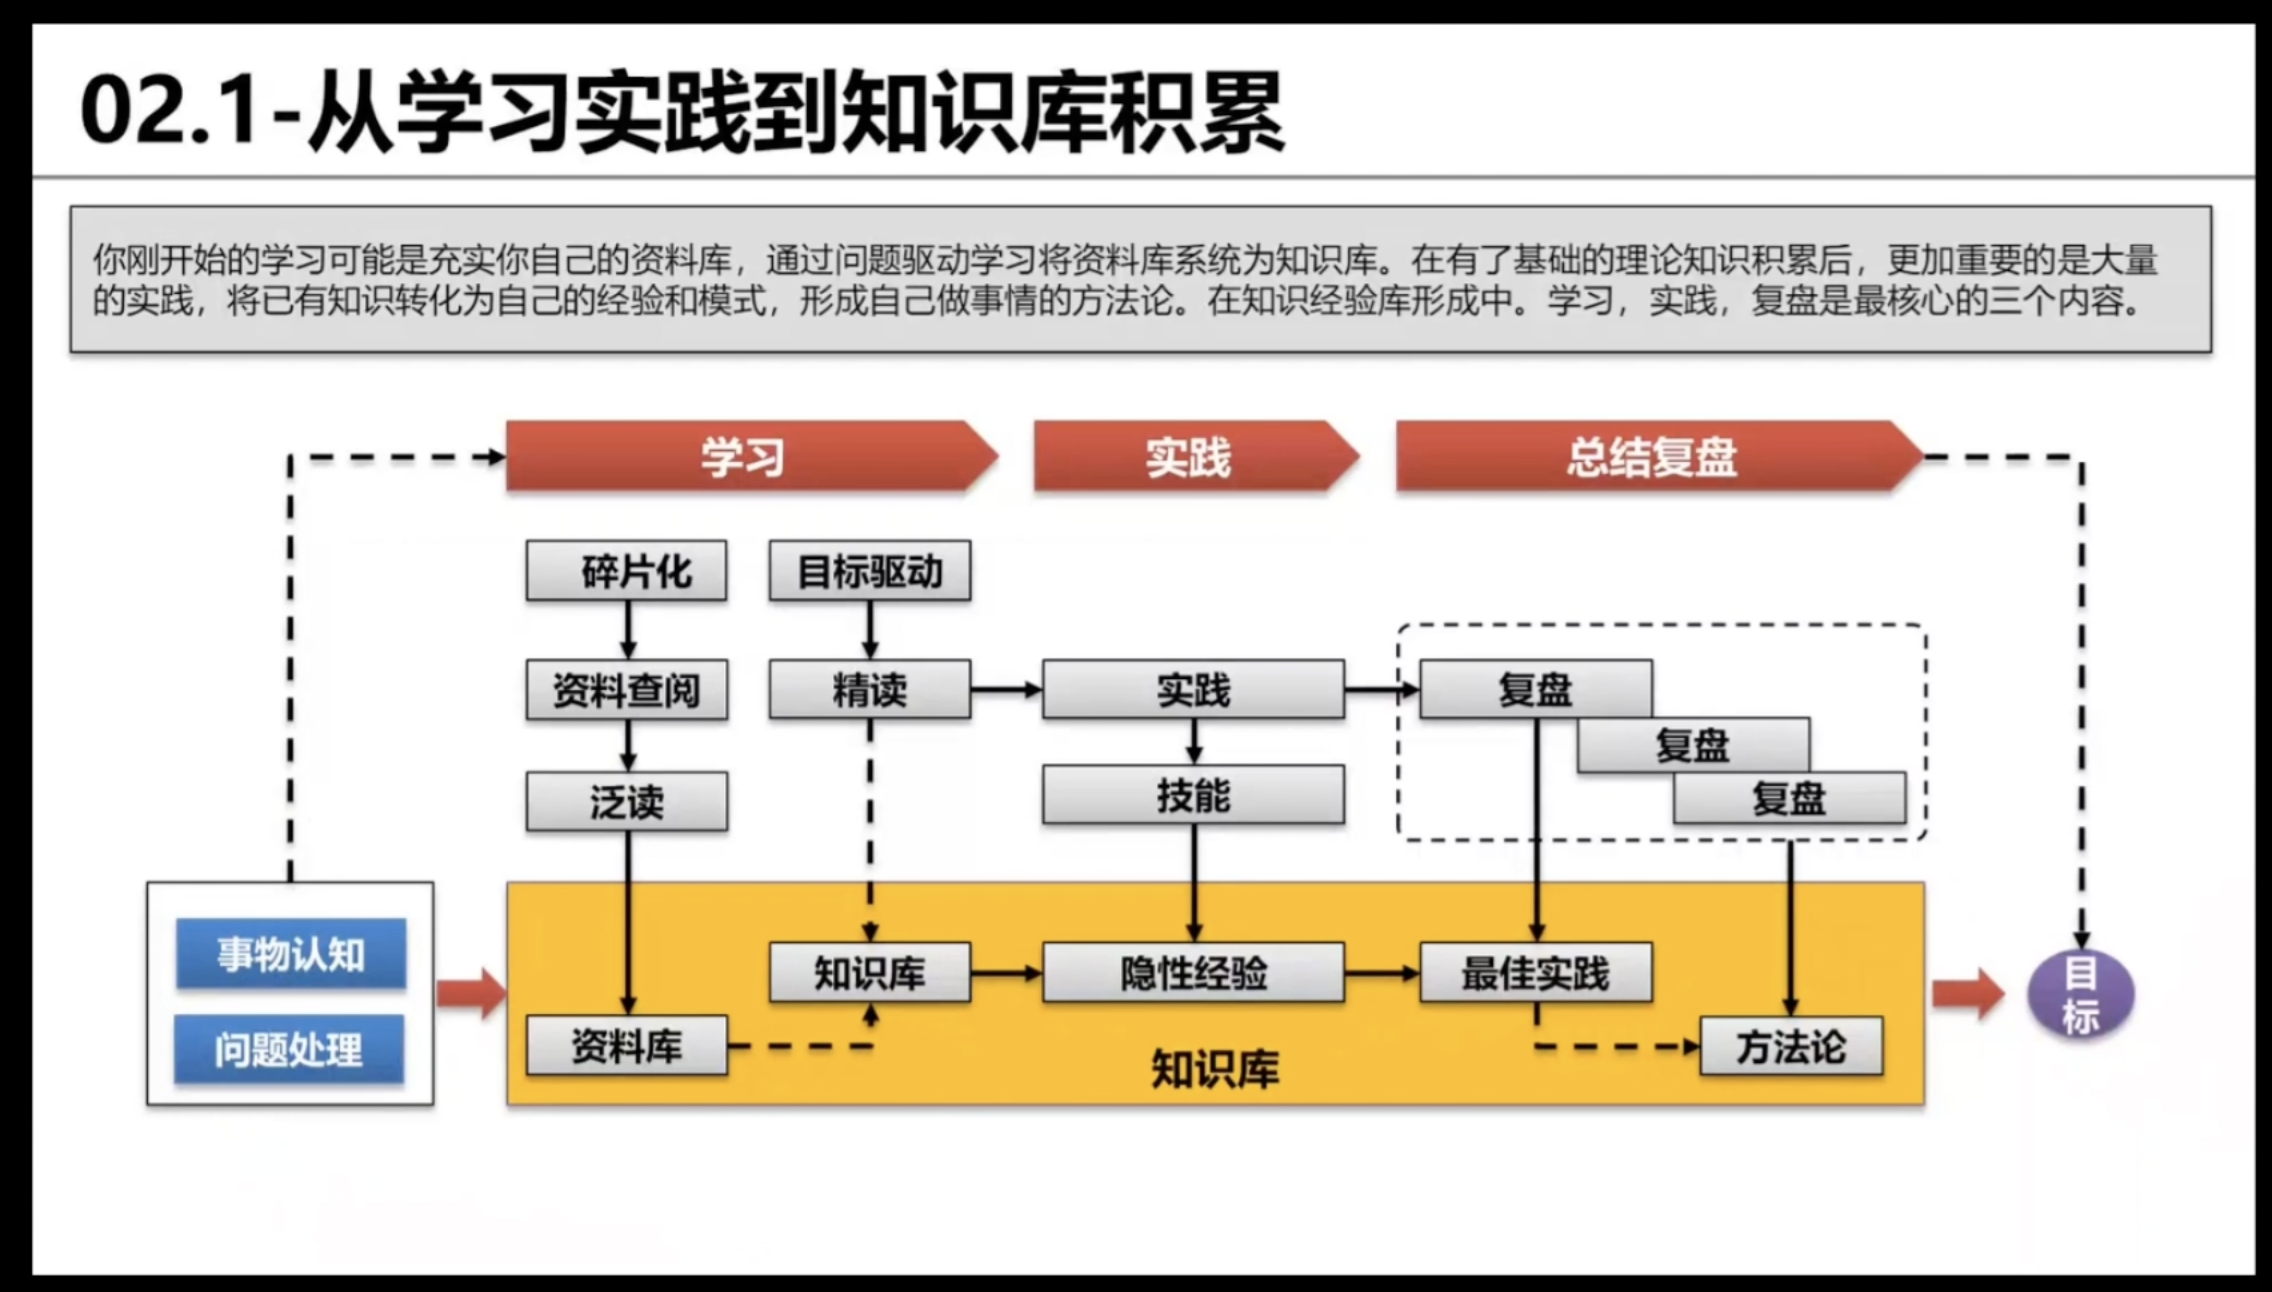 02.1-从学习实践到知识库积累
你刚开始的学习可能是充实你自己的资料库，通过问题驱动学习将资料库系统为知识库。在有了基础的理论知识积累后，更加重要的是大量
的实践，将已有知识转化为自己的经验和模式，形成自己做事情的方法论。在知识经验库形成中。学习，实践，复盘是最核心的三个内容。
学习
实践
总结复盘
碎片化
目标驱动
资料查阅
精读
实践
复盘
复盘
泛读
技能
复盘
事物认知
问题处理
知识库
隐性经验
最佳实践
资料库
知识库
方法论
目
标